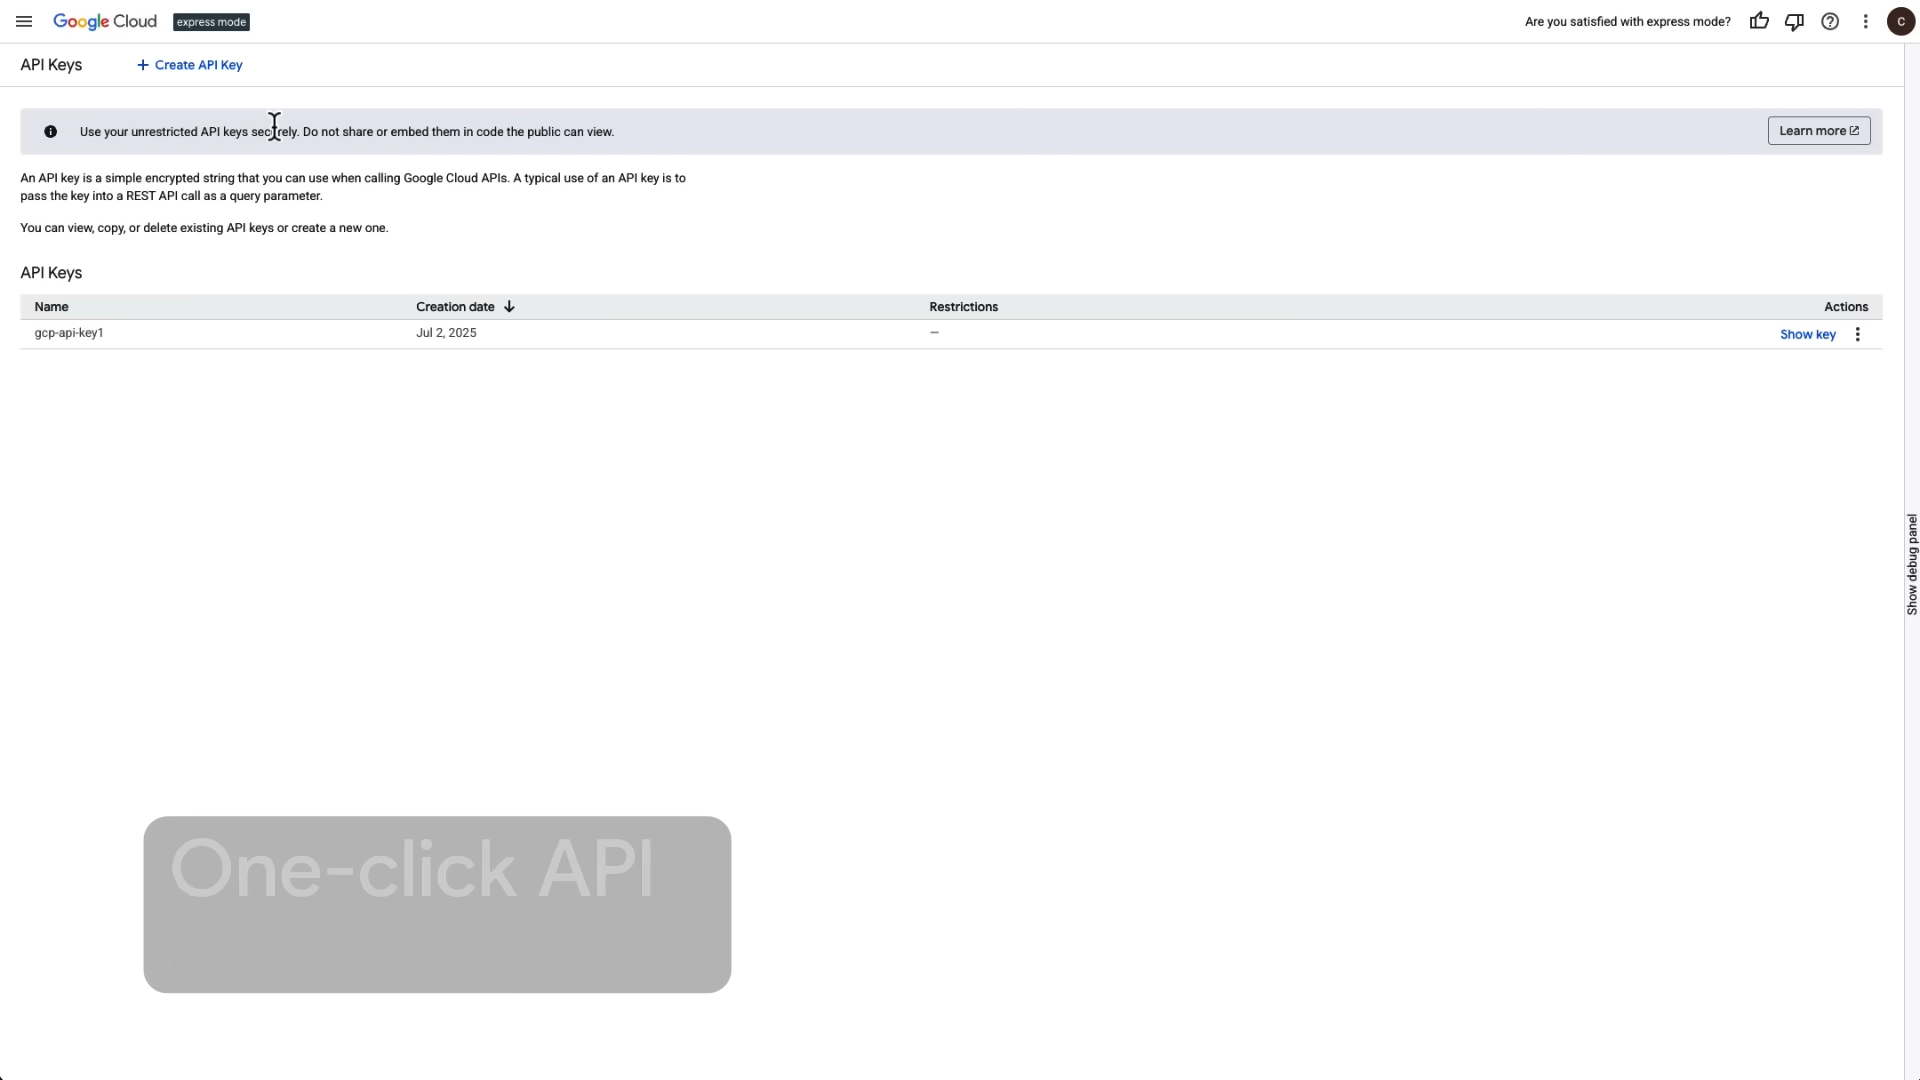 Google Cloud express mode
Are you satisfied with express mode?
C
API Keys
Create API Key
Use your unrestricted API keys securely. Do not share or embed them in code the public can view.
Learn more
An API key is a simple encrypted string that you can use when calling Google Cloud APIs. A typical use of an API key is to
pass the key into a REST API call as a query parameter.
You can view, copy, or delete existing API keys or create a new one.
API Keys
Name Creation date Restrictions Actions
gcp-api-key1 Jul 2, 2025 — Show key
Show debug panel
One-click API